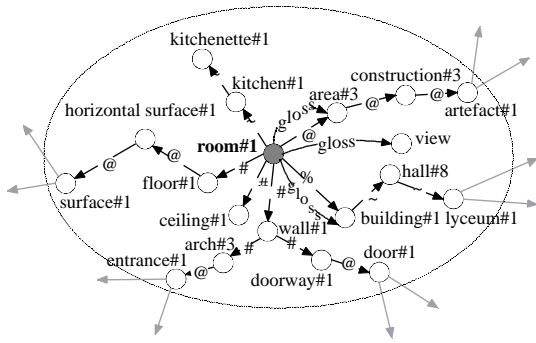 kitchenette#1
~
kitchen#1
~
construction#3
gloss
area#3
@
@
artefact#1
horizontal surface#1
@
room#1
gloss
view
@
@
#
floor#1
surface#1
%
hall#8
~
~
#
#
gloss
ceiling#1
building#1
lyceum#1
wall#1
arch#3
#
#
entrance#1
@
doorway#1
@
door#1